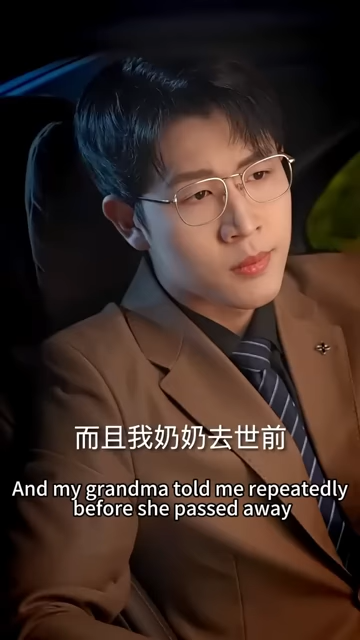 而且我奶奶去世前
And my grandma told me repeatedly
before she passed away